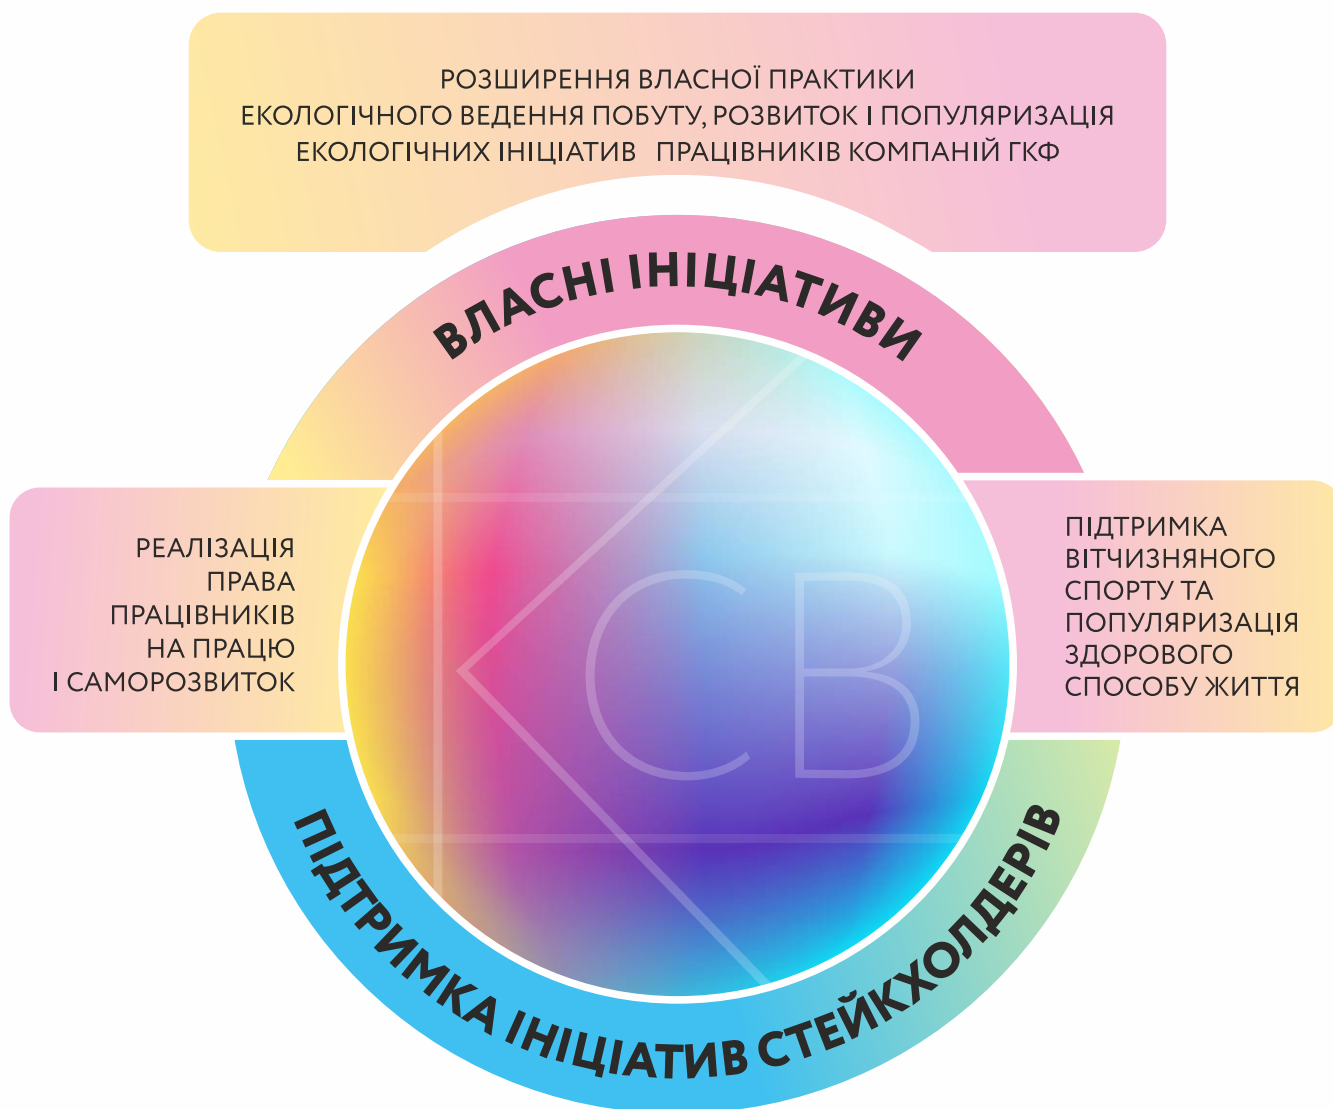 РОЗШИРЕННЯ ВЛАСНОЇ ПРАКТИКИ
ЕКОЛОГІЧНОГО ВЕДЕННЯ ПОБУТУ, РОЗВИТОК І ПОПУЛЯРИЗАЦІЯ
ЕКОЛОГІЧНИХ ІНІЦІАТИВ ПРАЦІВНИКІВ КОМПАНІЙ ГКФ
ВЛАСНІ ІНІЦІАТИВИ
РЕАЛІЗАЦІЯ
ПРАВА
ПРАЦІВНИКІВ
НА ПРАЦЮ
І САМОРОЗВИТОК
КСВ
ПІДТРИМКА
ВІТЧИЗНЯНОГО
СПОРТУ ТА
ПОПУЛЯРИЗАЦІЯ
ЗДОРОВОГО
СПОСОБУ ЖИТТЯ
ПІДТРИМКА ІНІЦІАТИВ СТЕЙКХОЛДЕРІВ